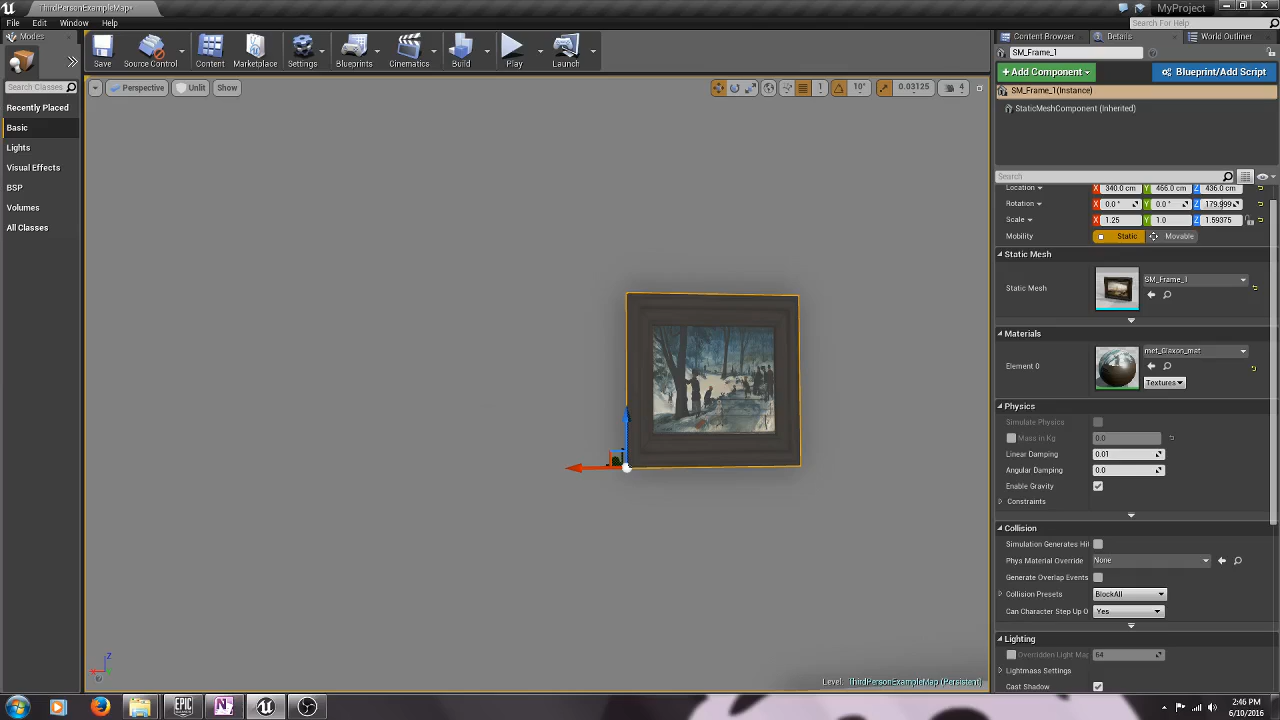 ThirdPersonExampleMap*
MyProject
File
Edit
Window
Help
Search For Help
Modes
Search Classes
Recently Placed
Basic
Lights
Visual Effects
BSP
Volumes
All Classes
Save
Source Control
Content
Marketplace
Settings
Blueprints
Cinematics
Build
Play
Launch
Perspective
Unlit
Show
1
10°
0.03125
4
Z
X
Level: ThirdPersonExampleMap (Persistent)
Content Browser
Details
World Outliner
SM_Frame_1
+Add Component
Blueprint/Add Script
SM_Frame_1(Instance)
StaticMeshComponent (Inherited)
Search
Location X 340.0 cm Y 466.0 cm Z 436.0 cm
Rotation X 0.0 ° Y 0.0 ° Z 179.999
Scale X 1.25 Y 1.0 Z 1.59375
Mobility Static Movable
Static Mesh
Static Mesh SM_Frame_1
Materials
Element 0 met_Glaxon_mat
Textures
Physics
Simulate Physics
Mass in Kg 0.0
Linear Damping 0.01
Angular Damping 0.0
Enable Gravity
Constraints
Collision
Simulation Generates Hit
Phys Material Override None
Generate Overlap Events
Collision Presets BlockAll
Can Character Step Up O Yes
Lighting
Overridden Light Map 64
Lightmass Settings
Cast Shadow
EPIC GAMES
N
2:46 PM
6/10/2016